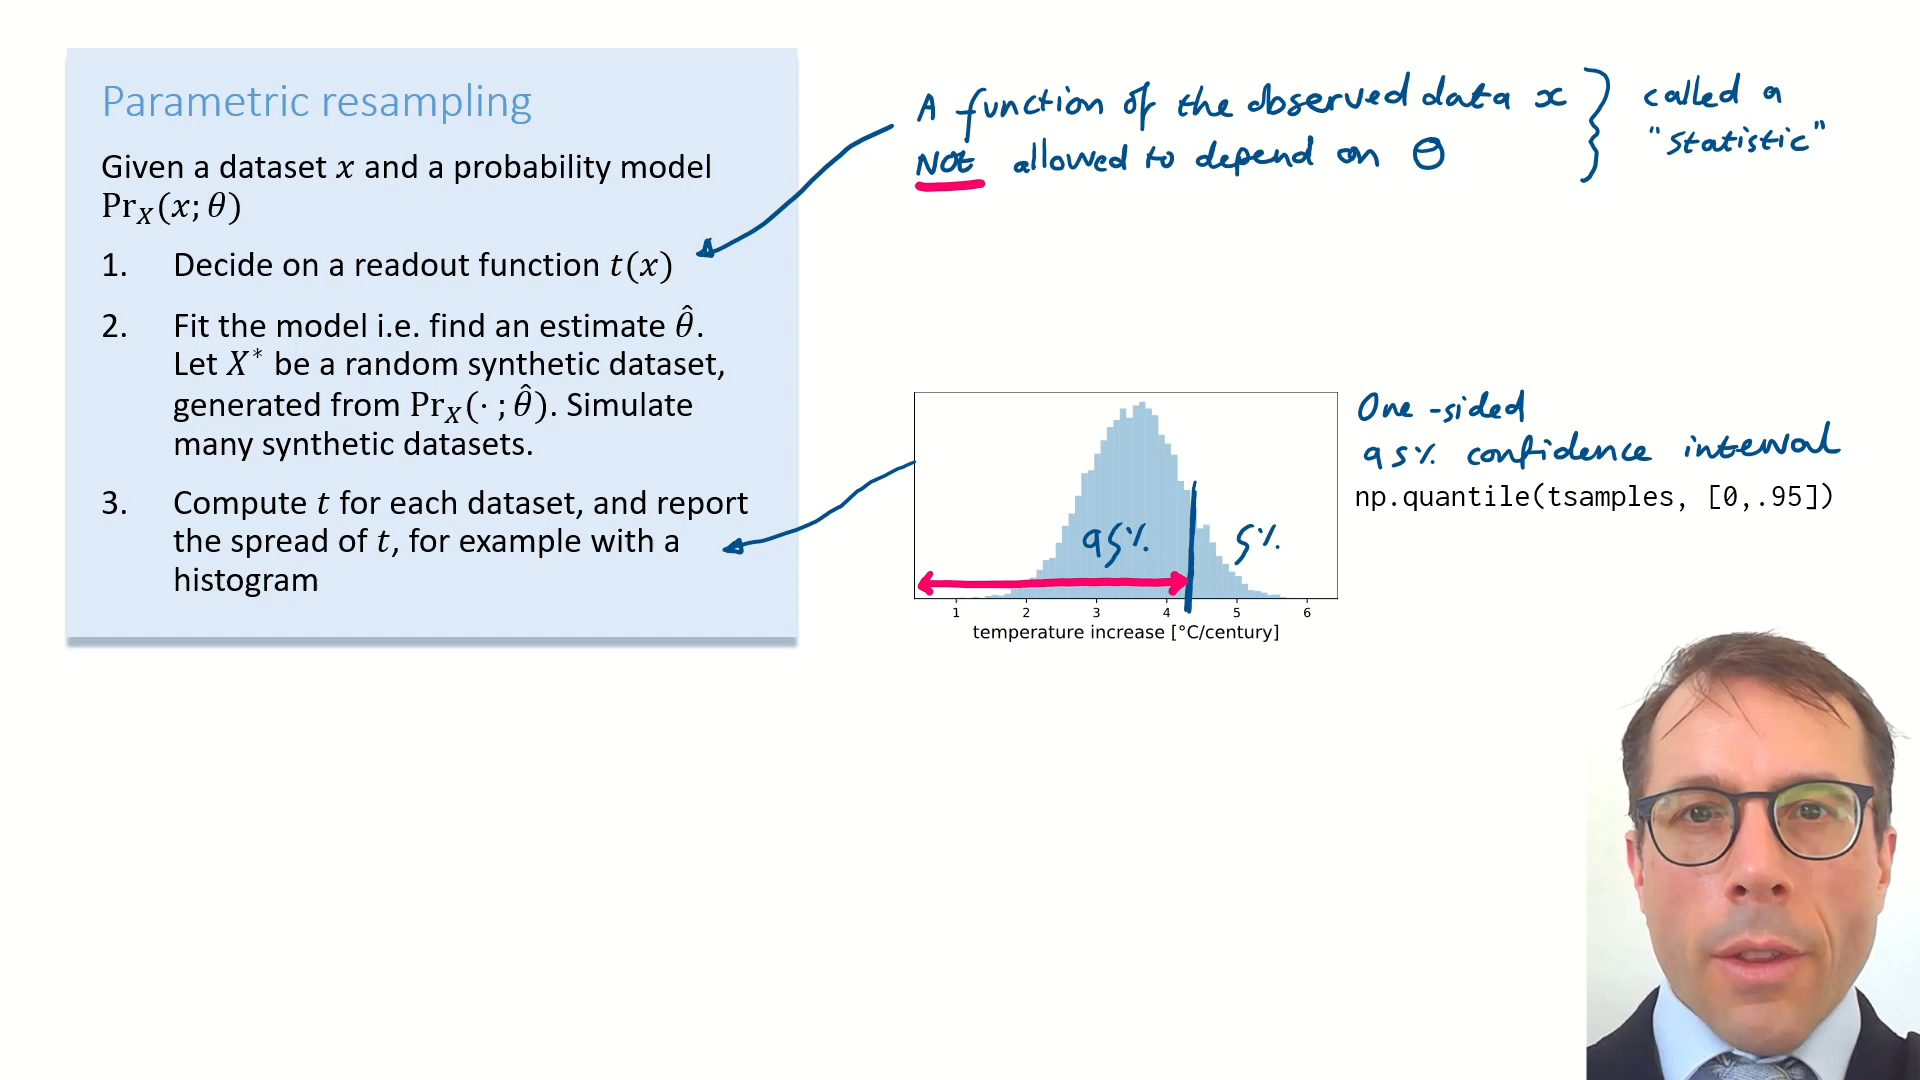 Parametric resampling
Given a dataset x and a probability model
Pr_X(x; θ)
1. Decide on a readout function t(x)
2. Fit the model i.e. find an estimate θ̂.
Let X* be a random synthetic dataset,
generated from Pr_X(· ; θ̂). Simulate
many synthetic datasets.
3. Compute t for each dataset, and report
the spread of t, for example with a
histogram
A function of the observed data x
NOT allowed to depend on θ
called a
"statistic"
95%
5%
1 2 3 4 5 6
temperature increase [°C/century]
One-sided
95% confidence interval
np.quantile(tsamples, [0,.95])